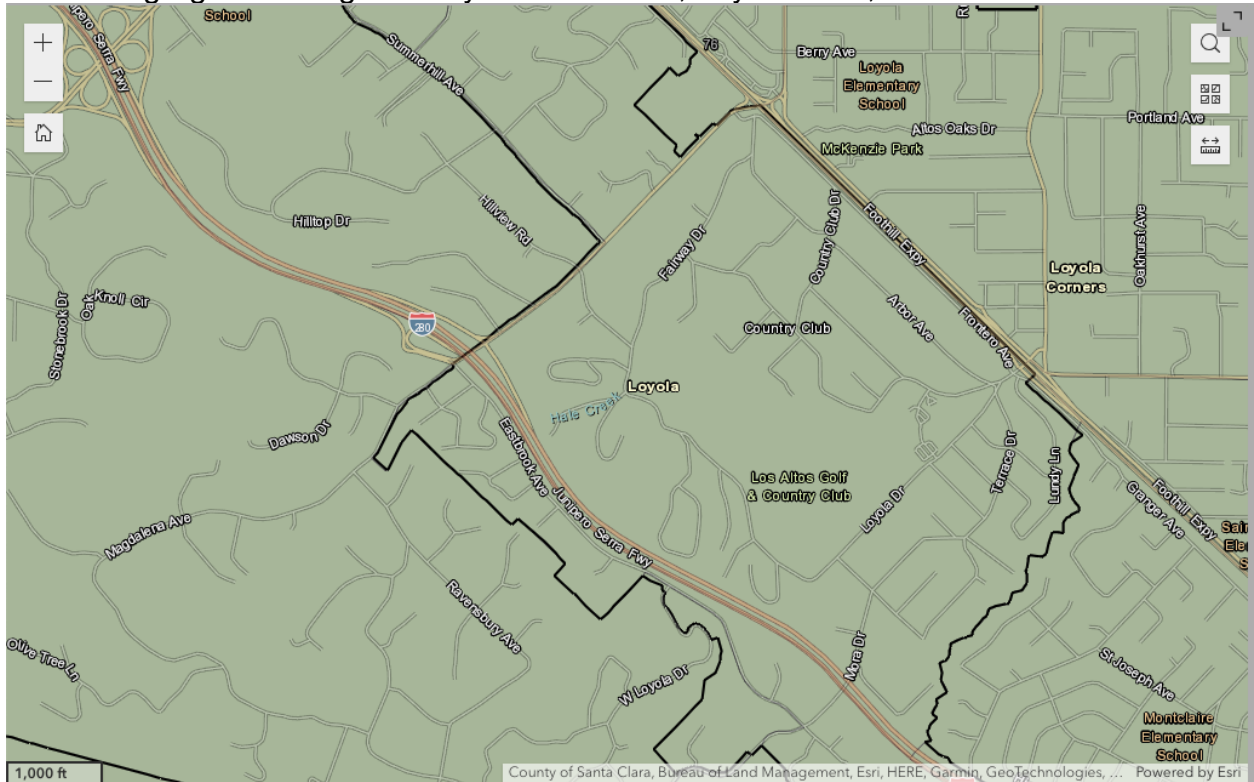 School
Junipero Serra Fwy
Summerhill Ave
76
Berry Ave
Loyola
Elementary
School
Altos Oaks Dr
Portland Ave
McKenzie Park
Hilltop Dr
Hillview Rd
Fairway Dr
Country Club Dr
Foothill Expy
Oakhurst Ave
Loyola
Corners
Stonebrook Dr
Oak Knoll Cir
280
Country Club
Arbor Ave
Frontero Ave
Loyola
Hale Creek
Dawson Dr
Eastbrook Ave
Los Altos Golf
& Country Club
Terrace Dr
Lundy Ln
Loyola Dr
Granger Ave
Foothill Expy
Magdalena Ave
Junipero Serra Fwy
Ravensbury Ave
Olive Tree Ln
W Loyola Dr
Mora Dr
St Joseph Ave
Montclaire
Elementary
School
1,000 ft
County of Santa Clara, Bureau of Land Management, Esri, HERE, Garmin, GeoTechnologies, ...
Powered by Esri